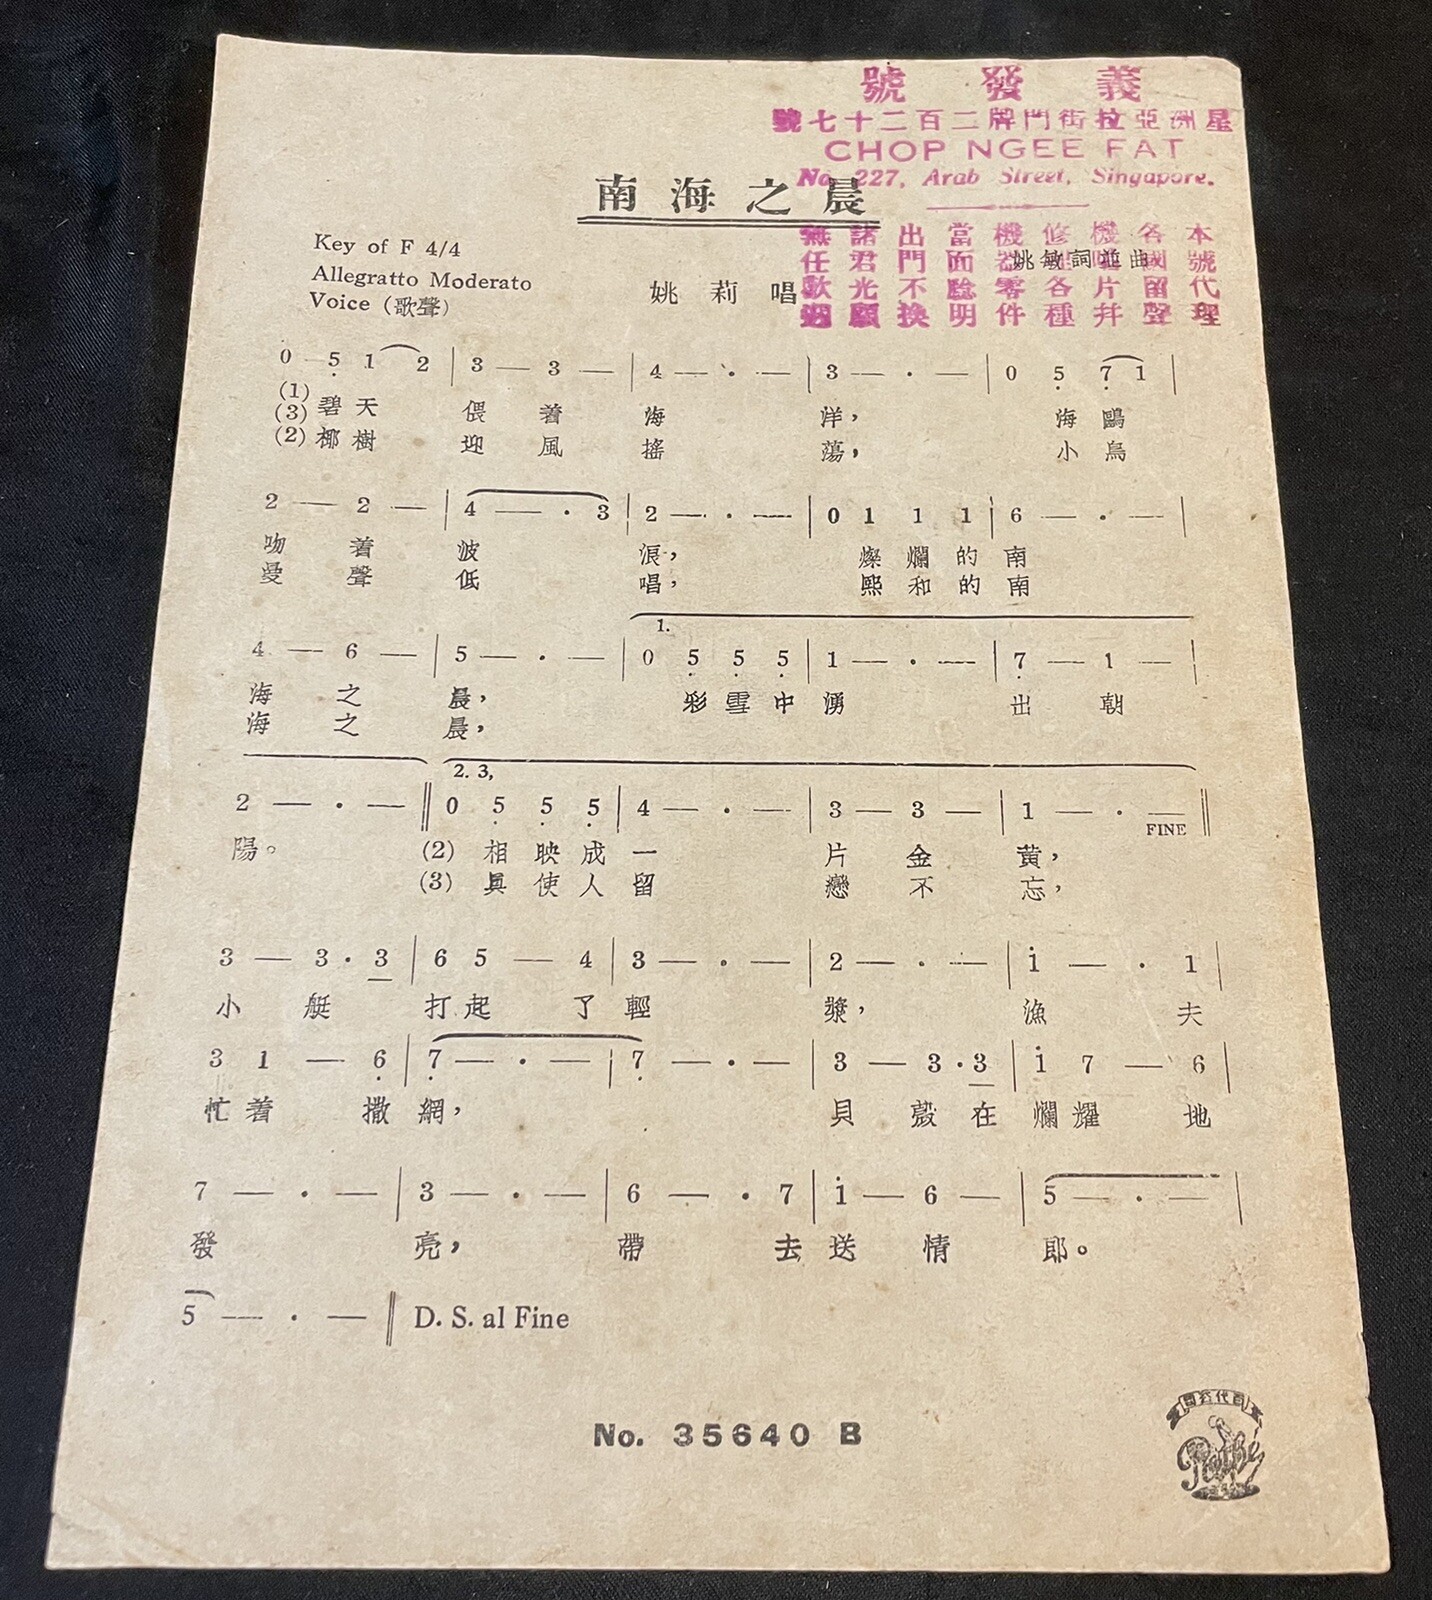 號發義
號七十二百二牌門街拉亞洲星
CHOP NGEE FAT
No. 227, Arab Street, Singapore.
南海之晨
Key of F 4/4
Allegratto Moderato
Voice (歌聲)
姚莉唱
姚敏詞並曲
無諸出當機修機各本
任君門面器理唱國號
歡光不驗零各片留代
迎顧換明件種幷聲理
0 5 1 2 | 3 — 3 — | 4 — · — | 3 — · — | 0 5 7 1 |
(1)
(3) 碧天 偎着海 洋, 海鷗
(2) 椰樹 迎風搖 蕩, 小鳥
2 — 2 — | 4 — · 3 | 2 — · — | 0 1 1 1 | 6 — · — |
吻着波 浪, 燦爛的南
曼聲低 唱, 熙和的南
1.
4 — 6 — | 5 — · — | 0 5 5 5 | 1 — · — | 7 — 1 — |
海之晨, 彩雲中湧 出朝
海之晨,
2. 3,
2 — · — || 0 5 5 5 | 4 — · — | 3 — 3 — | 1 — · — ||
FINE
陽。 (2) 相映成一 片金黃,
(3) 眞使人留 戀不忘,
3 — 3 · 3 | 6 5 — 4 | 3 — · — | 2 — · — | i — · 1 |
小艇 打起了輕 槳, 漁夫
3 1 — 6 | 7 — · — | 7 — · — | 3 — 3 · 3 | i 7 — 6 |
忙着撒網, 貝殼在爛耀地
7 — · — | 3 — · — | 6 — · 7 | i — 6 — | 5 — · — |
發 亮, 帶去送情郎。
5 — · — || D. S. al Fine
No. 35640 B
百代公司
Pathe